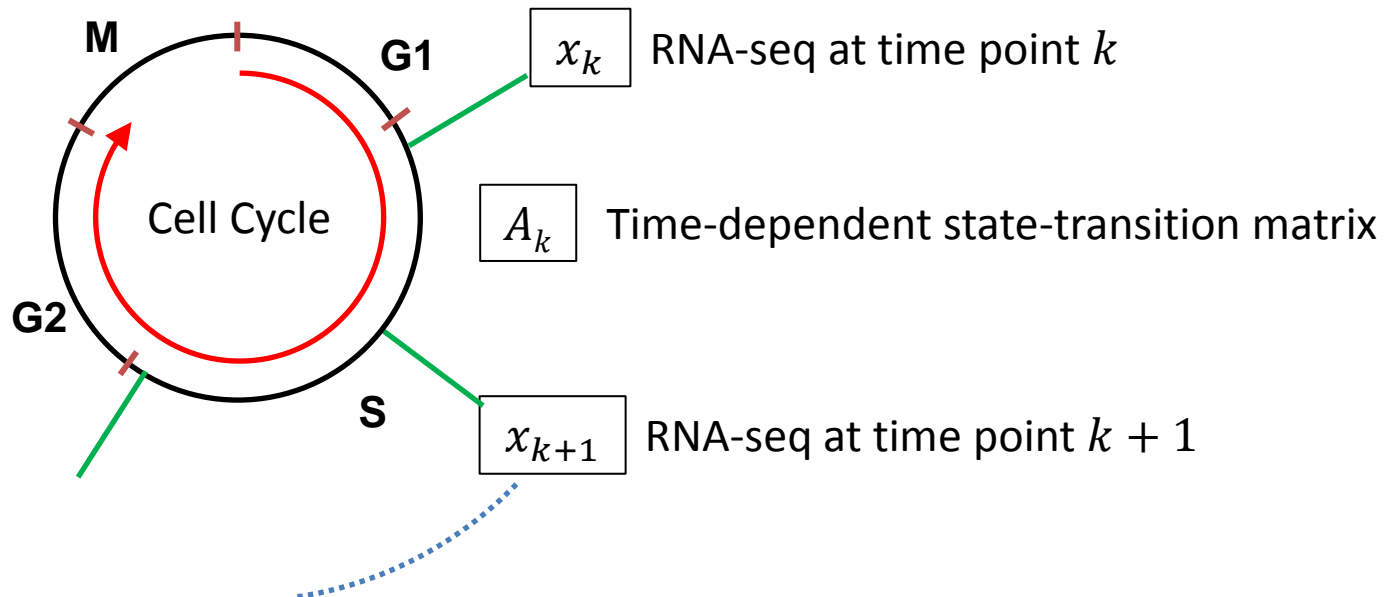 M
G1
x_k RNA-seq at time point k
Cell Cycle
A_k Time-dependent state-transition matrix
G2
S
x_{k+1} RNA-seq at time point k + 1